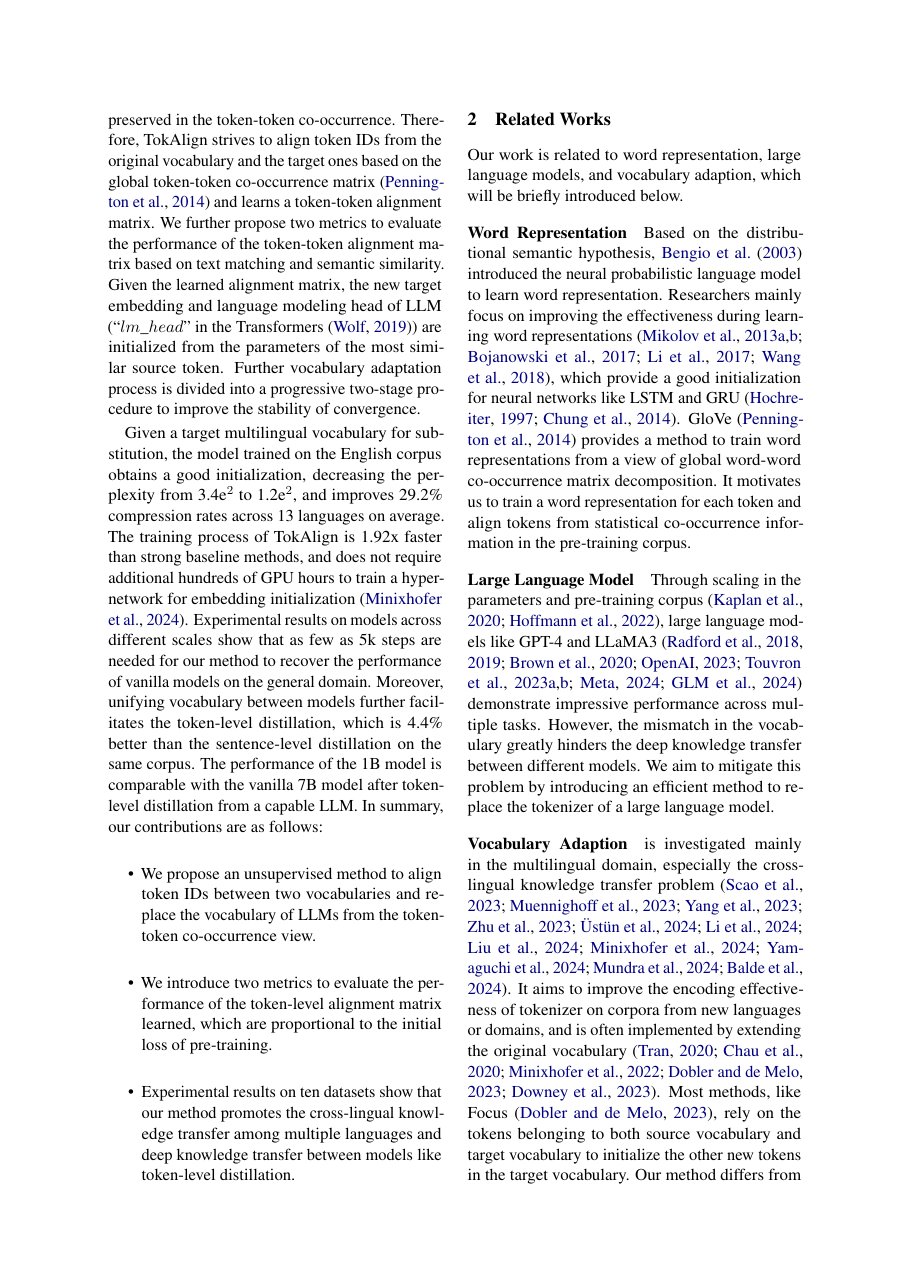 preserved in the token-token co-occurrence. There-
fore, TokAlign strives to align token IDs from the
original vocabulary and the target ones based on the
global token-token co-occurrence matrix (Penning-
ton et al., 2014) and learns a token-token alignment
matrix. We further propose two metrics to evaluate
the performance of the token-token alignment ma-
trix based on text matching and semantic similarity.
Given the learned alignment matrix, the new target
embedding and language modeling head of LLM
(“lm_head” in the Transformers (Wolf, 2019)) are
initialized from the parameters of the most simi-
lar source token. Further vocabulary adaptation
process is divided into a progressive two-stage pro-
cedure to improve the stability of convergence.
Given a target multilingual vocabulary for sub-
stitution, the model trained on the English corpus
obtains a good initialization, decreasing the per-
plexity from 3.4e² to 1.2e², and improves 29.2%
compression rates across 13 languages on average.
The training process of TokAlign is 1.92x faster
than strong baseline methods, and does not require
additional hundreds of GPU hours to train a hyper-
network for embedding initialization (Minixhofer
et al., 2024). Experimental results on models across
different scales show that as few as 5k steps are
needed for our method to recover the performance
of vanilla models on the general domain. Moreover,
unifying vocabulary between models further facil-
itates the token-level distillation, which is 4.4%
better than the sentence-level distillation on the
same corpus. The performance of the 1B model is
comparable with the vanilla 7B model after token-
level distillation from a capable LLM. In summary,
our contributions are as follows:
• We propose an unsupervised method to align
token IDs between two vocabularies and re-
place the vocabulary of LLMs from the token-
token co-occurrence view.
• We introduce two metrics to evaluate the per-
formance of the token-level alignment matrix
learned, which are proportional to the initial
loss of pre-training.
• Experimental results on ten datasets show that
our method promotes the cross-lingual knowl-
edge transfer among multiple languages and
deep knowledge transfer between models like
token-level distillation.
2 Related Works
Our work is related to word representation, large
language models, and vocabulary adaption, which
will be briefly introduced below.
Word Representation Based on the distribu-
tional semantic hypothesis, Bengio et al. (2003)
introduced the neural probabilistic language model
to learn word representation. Researchers mainly
focus on improving the effectiveness during learn-
ing word representations (Mikolov et al., 2013a,b;
Bojanowski et al., 2017; Li et al., 2017; Wang
et al., 2018), which provide a good initialization
for neural networks like LSTM and GRU (Hochre-
iter, 1997; Chung et al., 2014). GloVe (Penning-
ton et al., 2014) provides a method to train word
representations from a view of global word-word
co-occurrence matrix decomposition. It motivates
us to train a word representation for each token and
align tokens from statistical co-occurrence infor-
mation in the pre-training corpus.
Large Language Model Through scaling in the
parameters and pre-training corpus (Kaplan et al.,
2020; Hoffmann et al., 2022), large language mod-
els like GPT-4 and LLaMA3 (Radford et al., 2018,
2019; Brown et al., 2020; OpenAI, 2023; Touvron
et al., 2023a,b; Meta, 2024; GLM et al., 2024)
demonstrate impressive performance across mul-
tiple tasks. However, the mismatch in the vocab-
ulary greatly hinders the deep knowledge transfer
between different models. We aim to mitigate this
problem by introducing an efficient method to re-
place the tokenizer of a large language model.
Vocabulary Adaption is investigated mainly
in the multilingual domain, especially the cross-
lingual knowledge transfer problem (Scao et al.,
2023; Muennighoff et al., 2023; Yang et al., 2023;
Zhu et al., 2023; Üstün et al., 2024; Li et al., 2024;
Liu et al., 2024; Minixhofer et al., 2024; Yam-
aguchi et al., 2024; Mundra et al., 2024; Balde et al.,
2024). It aims to improve the encoding effective-
ness of tokenizer on corpora from new languages
or domains, and is often implemented by extending
the original vocabulary (Tran, 2020; Chau et al.,
2020; Minixhofer et al., 2022; Dobler and de Melo,
2023; Downey et al., 2023). Most methods, like
Focus (Dobler and de Melo, 2023), rely on the
tokens belonging to both source vocabulary and
target vocabulary to initialize the other new tokens
in the target vocabulary. Our method differs from